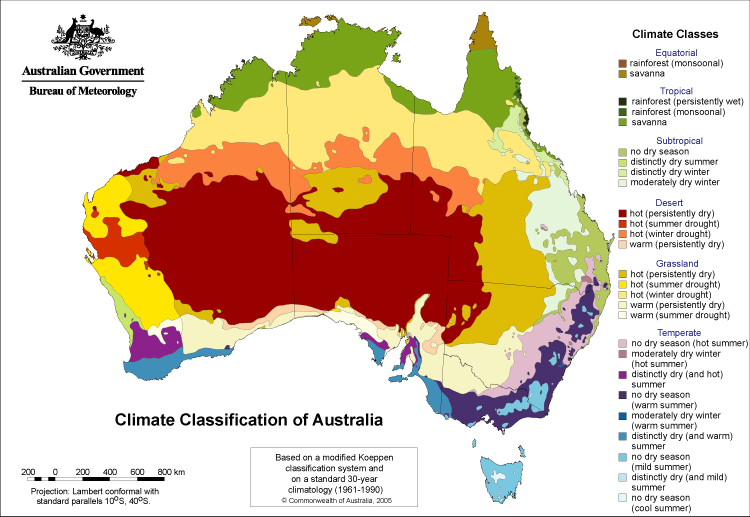 Australian Government
Bureau of Meteorology
Climate Classes
Equatorial
rainforest (monsoonal)
savanna
Tropical
rainforest (persistently wet)
rainforest (monsoonal)
savanna
Subtropical
no dry season
distinctly dry summer
distinctly dry winter
moderately dry winter
Desert
hot (persistently dry)
hot (summer drought)
hot (winter drought)
warm (persistently dry)
Grassland
hot (persistently dry)
hot (summer drought)
hot (winter drought)
warm (persistently dry)
warm (summer drought)
Temperate
no dry season (hot summer)
moderately dry winter
(hot summer)
distinctly dry (and hot)
summer
no dry season
(warm summer)
moderately dry winter
(warm summer)
distinctly dry (and warm)
summer
no dry season
(mild summer)
distinctly dry (and mild)
summer
no dry season
(cool summer)
Climate Classification of Australia
Based on a modified Koeppen
classification system and
on a standard 30-year
climatology (1961-1990)
© Commonwealth of Australia, 2005
200 0 200 400 600 800 km
Projection: Lambert conformal with
standard parallels 10°S, 40°S.